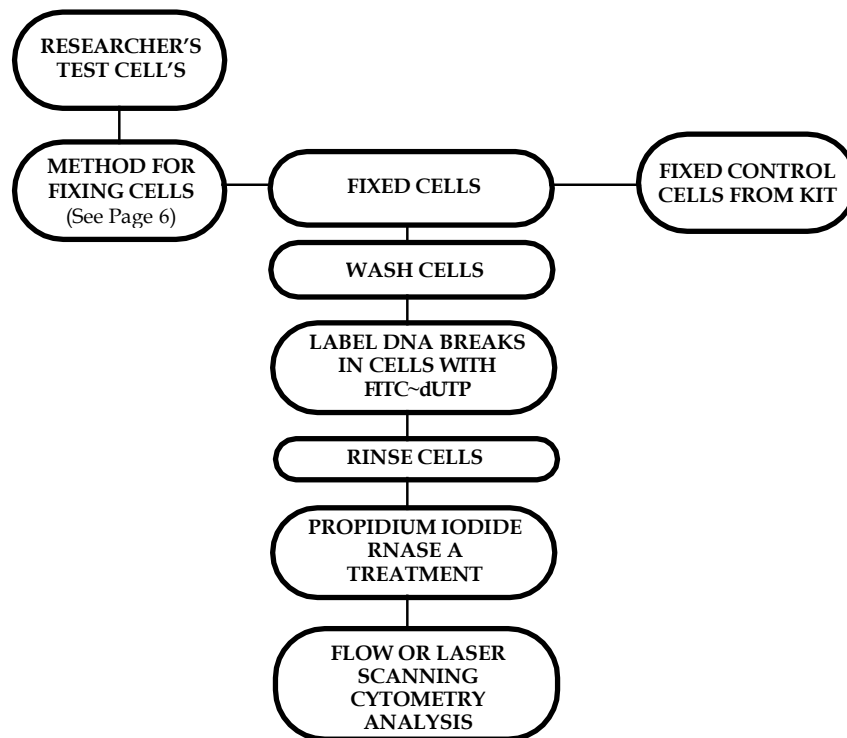 RESEARCHER’S
TEST CELL’S
METHOD FOR
FIXING CELLS
(See Page 6)
FIXED CELLS
FIXED CONTROL
CELLS FROM KIT
WASH CELLS
LABEL DNA BREAKS
IN CELLS WITH
FITC~dUTP
RINSE CELLS
PROPIDIUM IODIDE
RNASE A
TREATMENT
FLOW OR LASER
SCANNING
CYTOMETRY
ANALYSIS